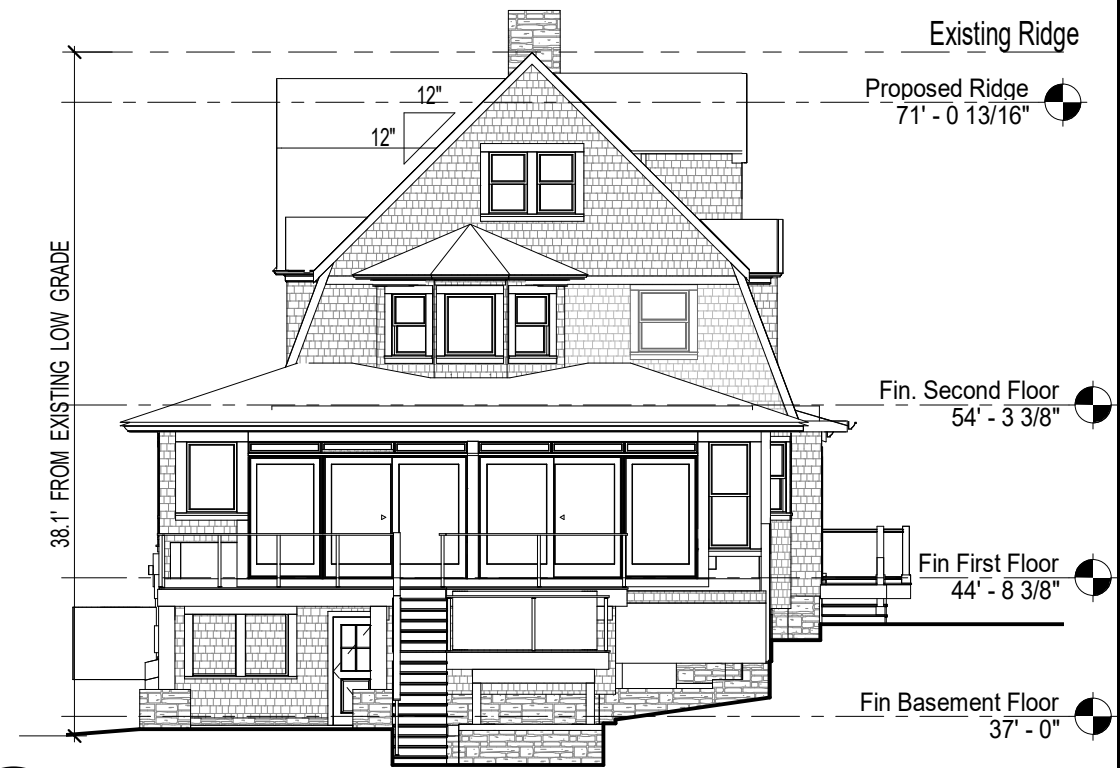 Existing Ridge
Proposed Ridge
71' - 0 13/16"
12"
12"
38.1' FROM EXISTING LOW GRADE
Fin. Second Floor
54' - 3 3/8"
Fin First Floor
44' - 8 3/8"
Fin Basement Floor
37' - 0"